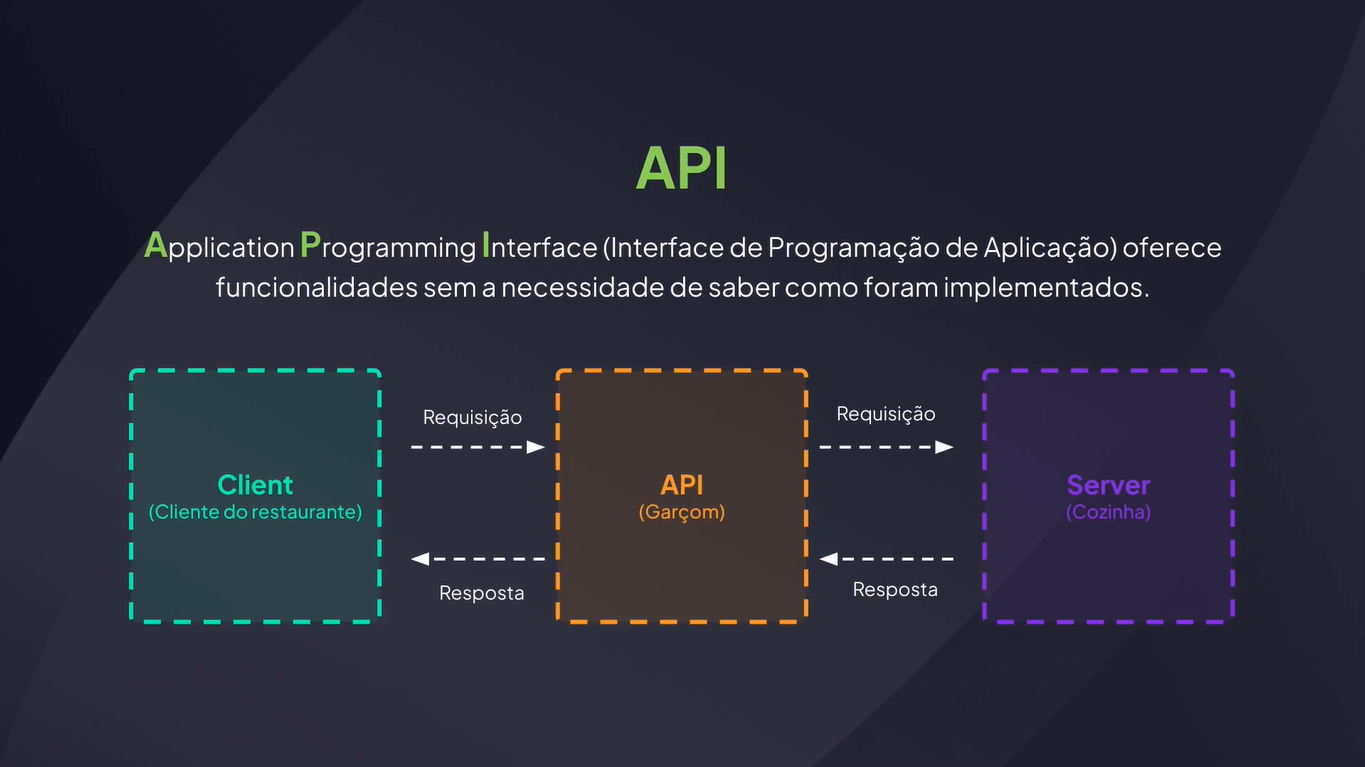 API
Application Programming Interface (Interface de Programação de Aplicação) oferece
funcionalidades sem a necessidade de saber como foram implementados.
Requisição
Requisição
Client
(Cliente do restaurante)
API
(Garçom)
Server
(Cozinha)
Resposta
Resposta